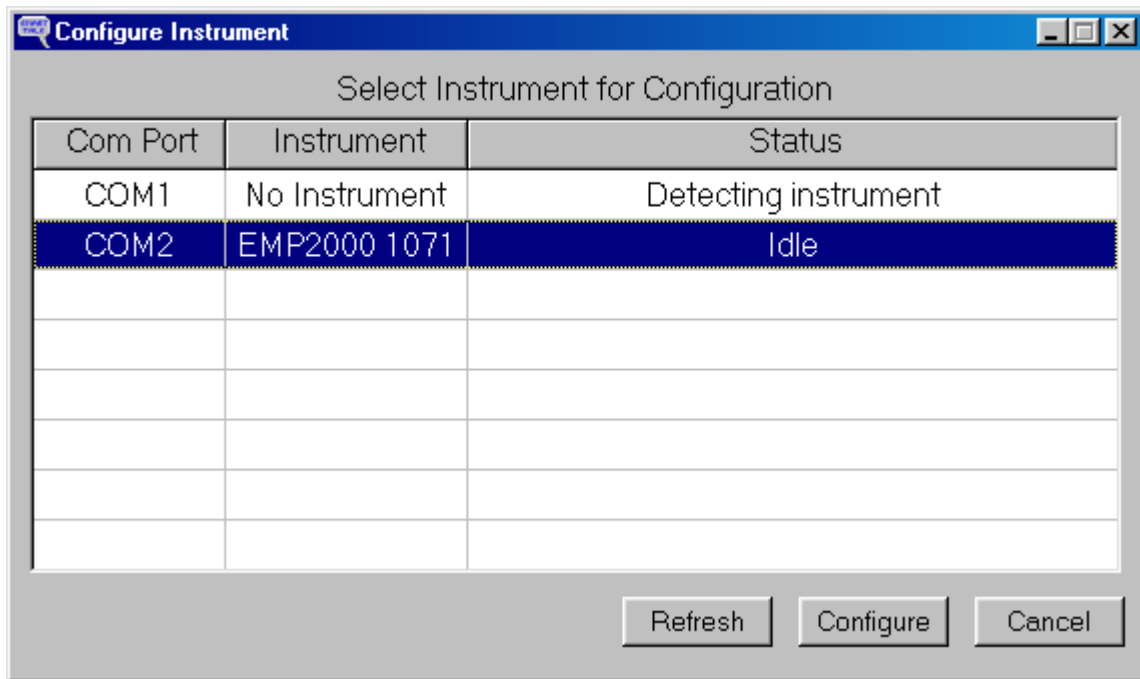 Configure Instrument
Select Instrument for Configuration
Com Port Instrument Status
COM1 No Instrument Detecting instrument
COM2 EMP2000 1071 Idle
Refresh Configure Cancel